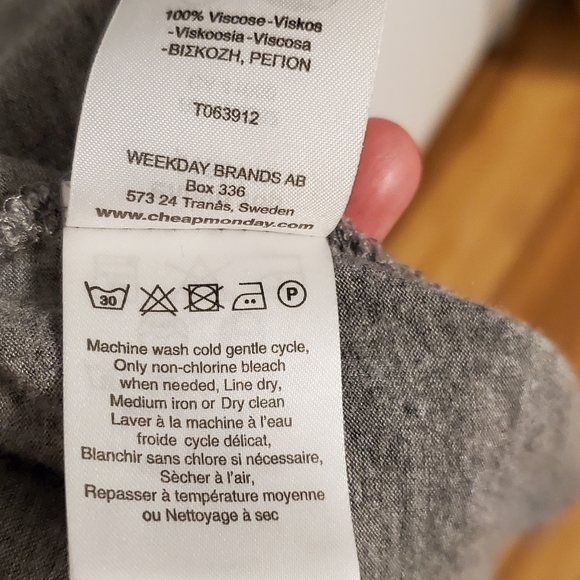 100% Viscose-Viskos
-Viskoosia-Viscosa
-ΒΙΣΚΟΖΗ, ΡΕΓΙΟΝ
T063912
WEEKDAY BRANDS AB
Box 336
573 24 Tranås, Sweden
www.cheapmonday.com
30 P
Machine wash cold gentle cycle,
Only non-chlorine bleach
when needed, Line dry,
Medium iron or Dry clean
Laver à la machine à l'eau
froide cycle délicat,
Blanchir sans chlore si nécessaire,
Sècher à l'air,
Repasser à température moyenne
ou Nettoyage à sec